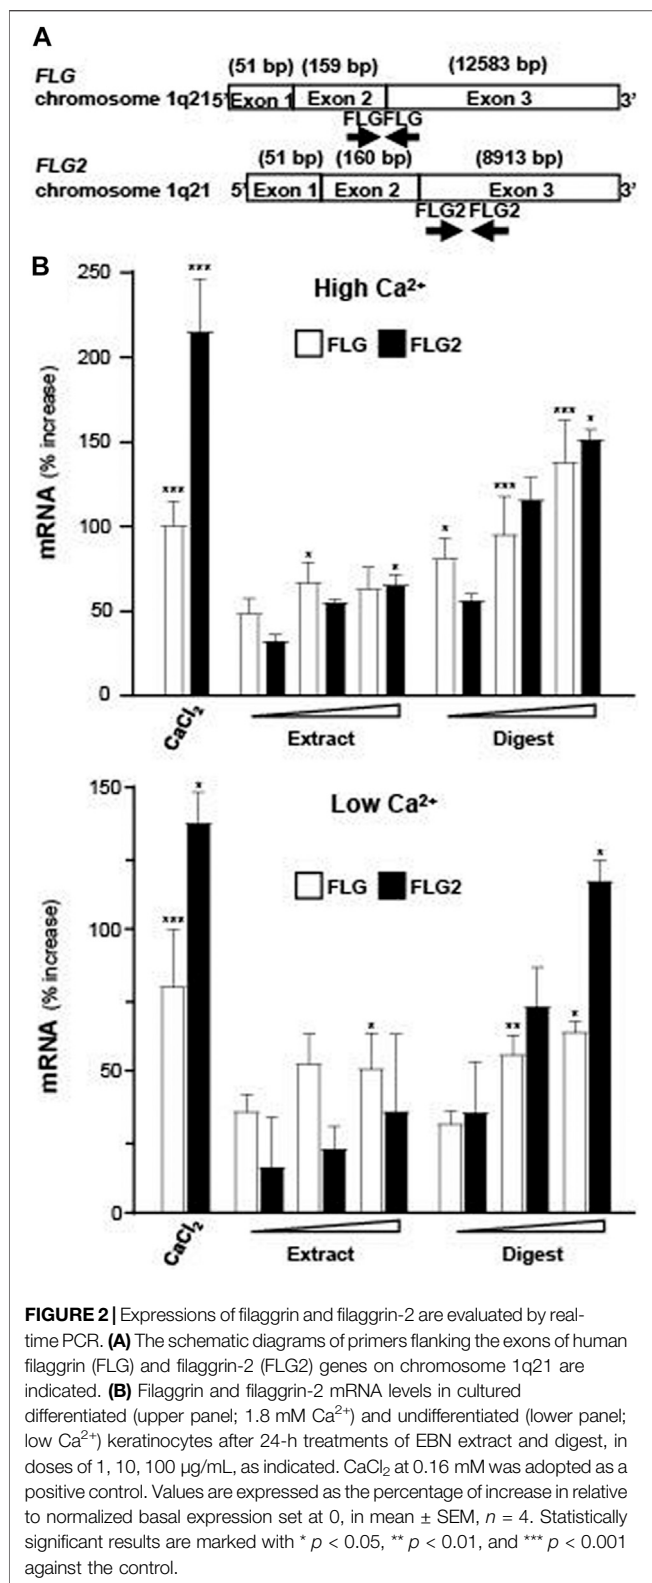 A
(51 bp) (159 bp) (12583 bp)
FLG
chromosome 1q21 5' Exon 1 Exon 2 Exon 3 3'
FLG FLG
FLG2 (51 bp) (160 bp) (8913 bp)
chromosome 1q21 5' Exon 1 Exon 2 Exon 3 3'
FLG2 FLG2
B
High Ca²⁺
FLG FLG2
mRNA (% increase)
250
200
150
100
50
0
*** ***
* *
* *** *** *
CaCl₂
Extract
Digest
Low Ca²⁺
FLG FLG2
mRNA (% increase)
150
100
50
0
*** *
*
** * *
CaCl₂
Extract
Digest
FIGURE 2 | Expressions of filaggrin and filaggrin-2 are evaluated by real-
time PCR. (A) The schematic diagrams of primers flanking the exons of human
filaggrin (FLG) and filaggrin-2 (FLG2) genes on chromosome 1q21 are
indicated. (B) Filaggrin and filaggrin-2 mRNA levels in cultured
differentiated (upper panel; 1.8 mM Ca²⁺) and undifferentiated (lower panel;
low Ca²⁺) keratinocytes after 24-h treatments of EBN extract and digest, in
doses of 1, 10, 100 μg/mL, as indicated. CaCl₂ at 0.16 mM was adopted as a
positive control. Values are expressed as the percentage of increase in relative
to normalized basal expression set at 0, in mean ± SEM, n = 4. Statistically
significant results are marked with * p < 0.05, ** p < 0.01, and *** p < 0.001
against the control.